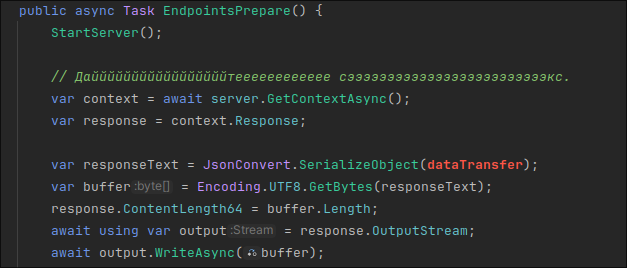 public async Task EndpointsPrepare() {
StartServer();
// Дайййййййййййййййййтеееееееееееe сэээээээээээээээээээээээээкс.
var context = await server.GetContextAsync();
var response = context.Response;
var responseText = JsonConvert.SerializeObject(dataTransfer);
var buffer :byte[] = Encoding.UTF8.GetBytes(responseText);
response.ContentLength64 = buffer.Length;
await using var output :Stream = response.OutputStream;
await output.WriteAsync(buffer);